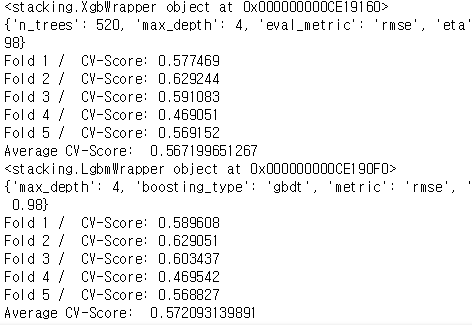 <stacking.XgbWrapper object at 0x000000000CE19160>
{'n_trees': 520, 'max_depth': 4, 'eval_metric': 'rmse', 'eta'
98}
Fold 1 /  CV-Score: 0.577469
Fold 2 /  CV-Score: 0.629244
Fold 3 /  CV-Score: 0.591083
Fold 4 /  CV-Score: 0.469051
Fold 5 /  CV-Score: 0.569152
Average CV-Score:  0.567199651267
<stacking.LgbmWrapper object at 0x000000000CE190F0>
{'max_depth': 4, 'boosting_type': 'gbdt', 'metric': 'rmse', '
0.98}
Fold 1 /  CV-Score: 0.589608
Fold 2 /  CV-Score: 0.629051
Fold 3 /  CV-Score: 0.603437
Fold 4 /  CV-Score: 0.469542
Fold 5 /  CV-Score: 0.568827
Average CV-Score:  0.572093139891